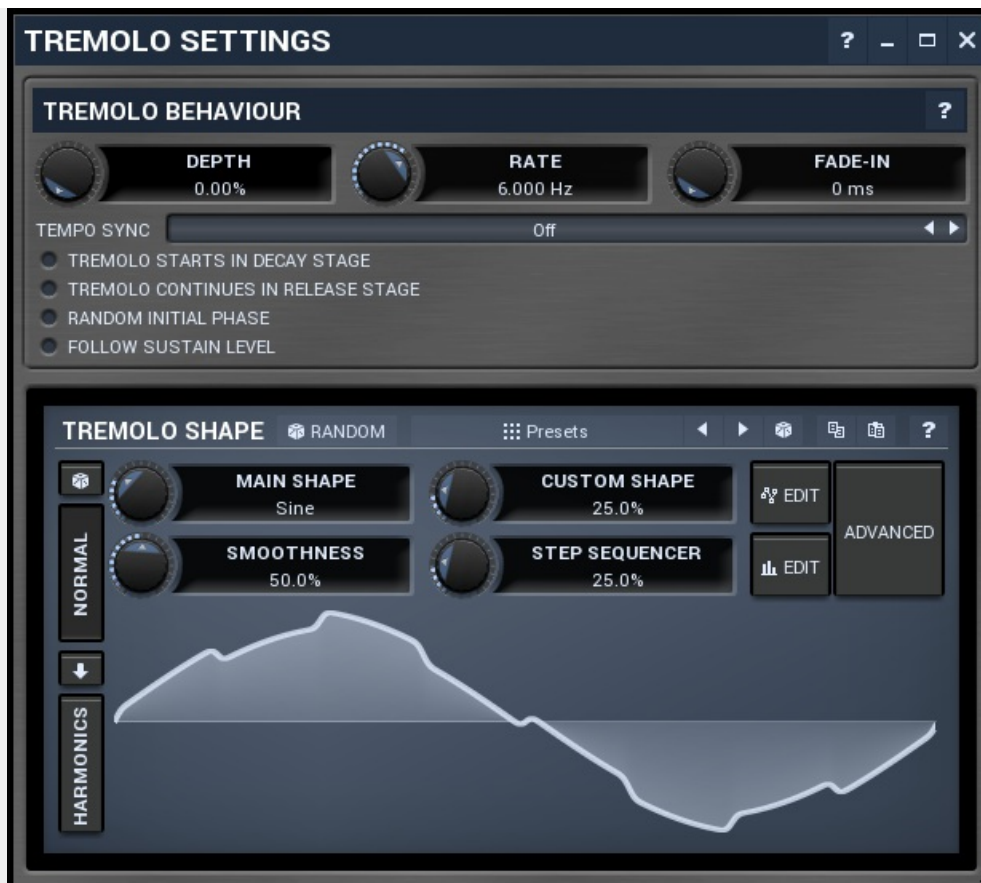 TREMOLO SETTINGS ?
TREMOLO BEHAVIOUR ?
DEPTH
0.00%
RATE
6.000 Hz
FADE-IN
0 ms
TEMPO SYNC Off
TREMOLO STARTS IN DECAY STAGE
TREMOLO CONTINUES IN RELEASE STAGE
RANDOM INITIAL PHASE
FOLLOW SUSTAIN LEVEL
TREMOLO SHAPE RANDOM Presets ?
MAIN SHAPE
Sine
CUSTOM SHAPE
25.0%
EDIT
ADVANCED
SMOOTHNESS
50.0%
STEP SEQUENCER
25.0%
EDIT
NORMAL
HARMONICS